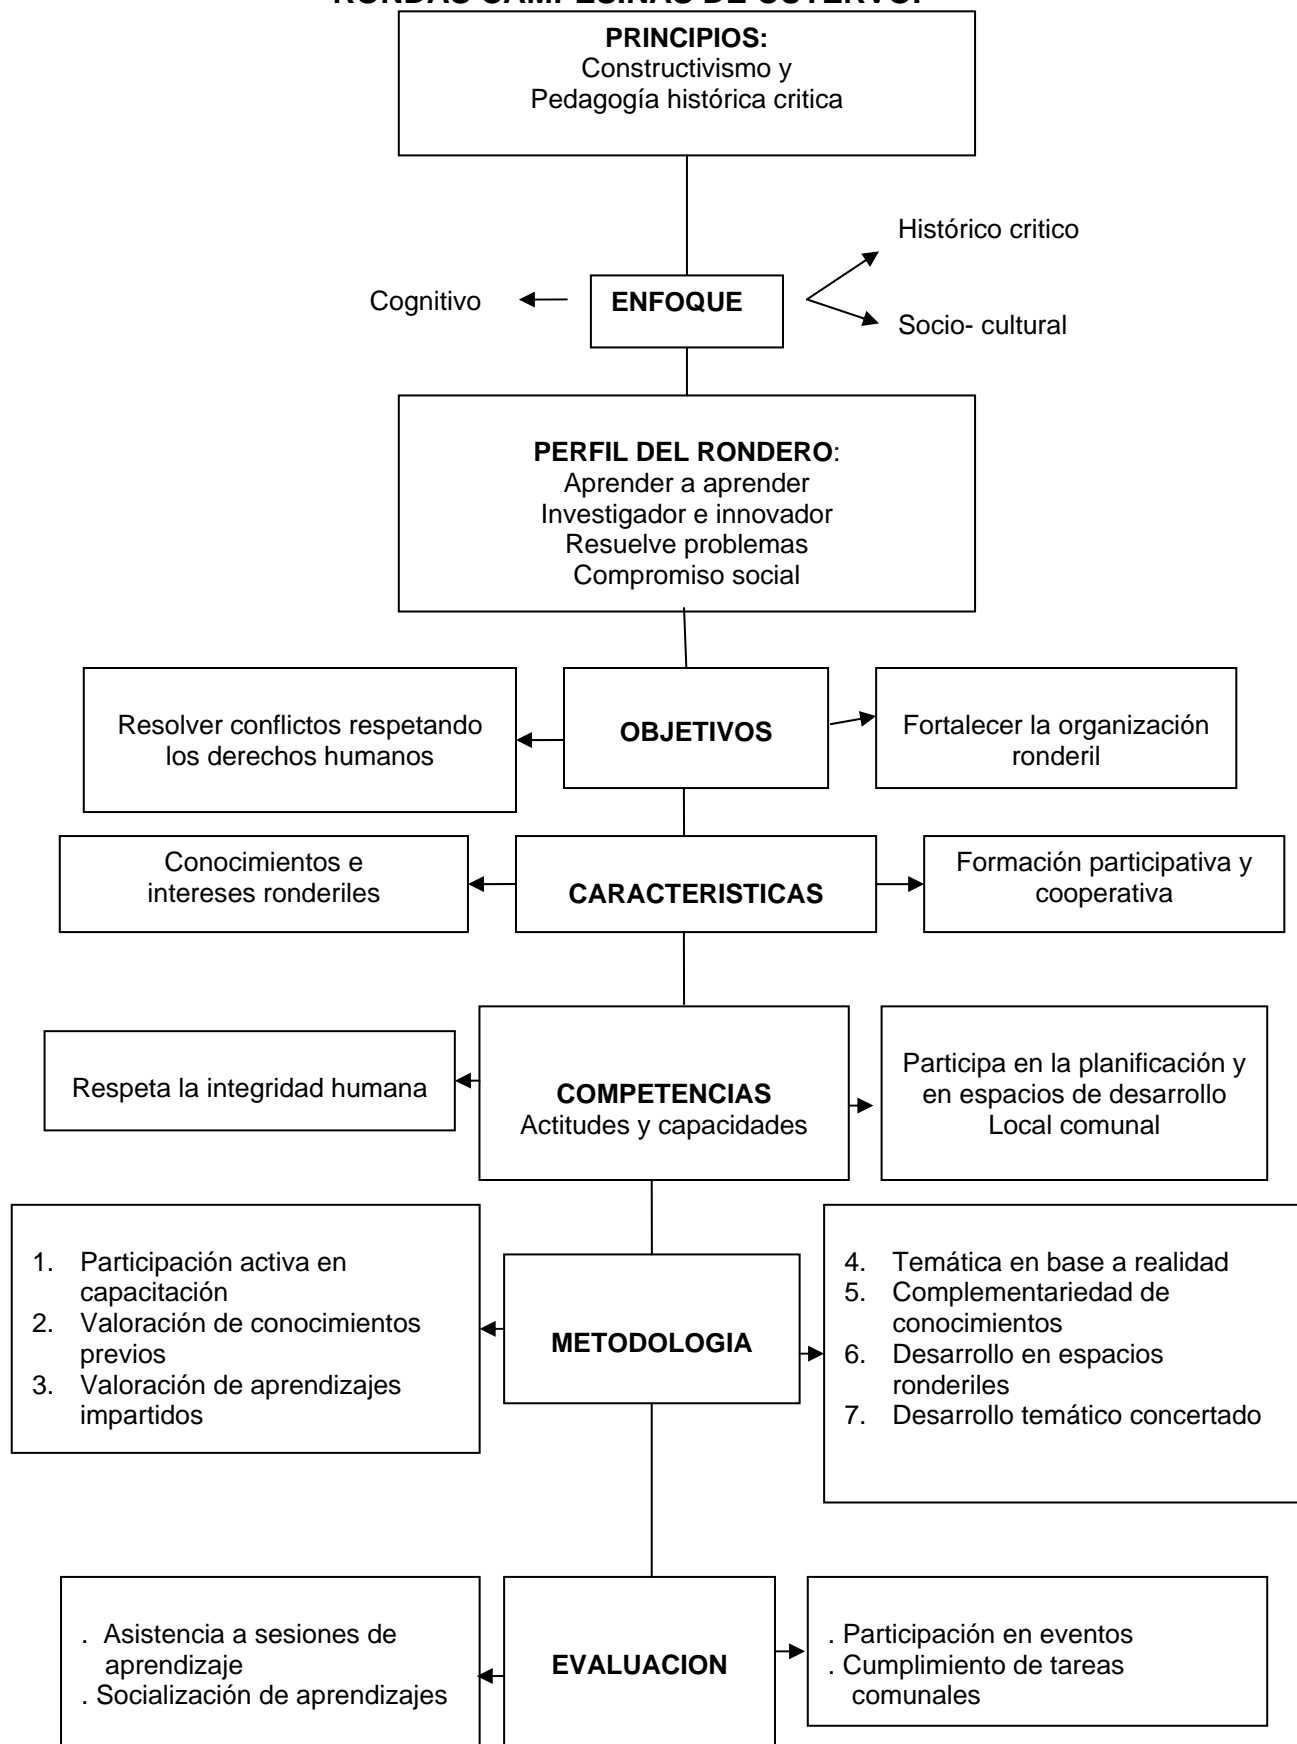 RONDAS CAMPESINAS DE CUTERVO.
PRINCIPIOS:
Constructivismo y
Pedagogía histórica critica
Histórico critico
Cognitivo
ENFOQUE
Socio- cultural
PERFIL DEL RONDERO:
Aprender a aprender
Investigador e innovador
Resuelve problemas
Compromiso social
Resolver conflictos respetando
los derechos humanos
OBJETIVOS
Fortalecer la organización
ronderil
Conocimientos e
intereses ronderiles
CARACTERISTICAS
Formación participativa y
cooperativa
Respeta la integridad humana
COMPETENCIAS
Actitudes y capacidades
Participa en la planificación y
en espacios de desarrollo
Local comunal
1. Participación activa en
capacitación
2. Valoración de conocimientos
previos
3. Valoración de aprendizajes
impartidos
METODOLOGIA
4. Temática en base a realidad
5. Complementariedad de
conocimientos
6. Desarrollo en espacios
ronderiles
7. Desarrollo temático concertado
. Asistencia a sesiones de
aprendizaje
. Socialización de aprendizajes
EVALUACION
. Participación en eventos
. Cumplimiento de tareas
comunales